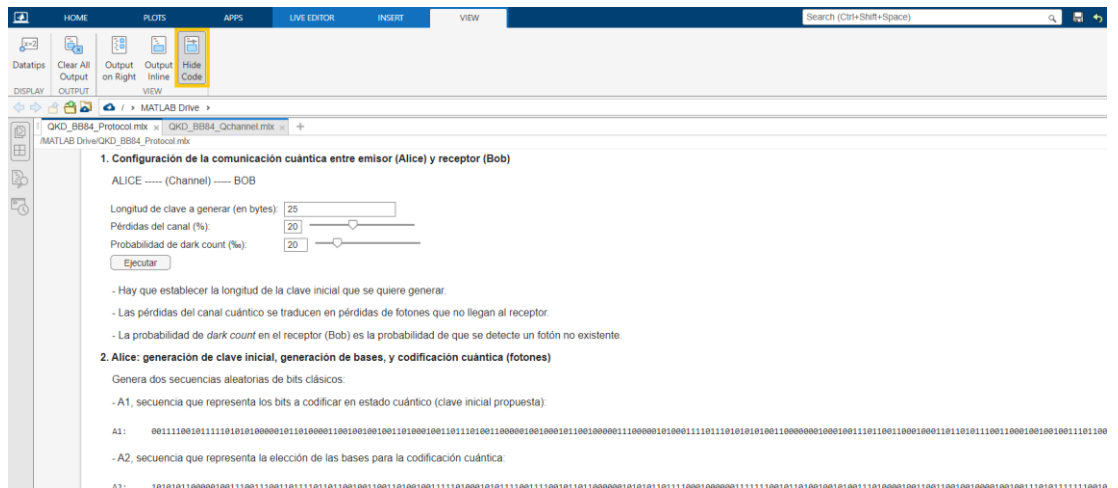 HOME PLOTS APPS LIVE EDITOR INSERT VIEW Search (Ctrl+Shift+Space)
Datatips Clear All Output Output on Right Output Inline Hide Code
DISPLAY OUTPUT VIEW
/ › MATLAB Drive ›
QKD_BB84_Protocol.mlx × QKD_BB84_Qchannel.mlx × +
/MATLAB Drive/QKD_BB84_Protocol.mlx
1. Configuración de la comunicación cuántica entre emisor (Alice) y receptor (Bob)
ALICE ----- (Channel) ----- BOB
Longitud de clave a generar (en bytes): 25
Pérdidas del canal (%): 20
Probabilidad de dark count (‰): 20
Ejecutar
- Hay que establecer la longitud de la clave inicial que se quiere generar.
- Las pérdidas del canal cuántico se traducen en pérdidas de fotones que no llegan al receptor.
- La probabilidad de dark count en el receptor (Bob) es la probabilidad de que se detecte un fotón no existente.
2. Alice: generación de clave inicial, generación de bases, y codificación cuántica (fotones)
Genera dos secuencias aleatorias de bits clásicos:
- A1, secuencia que representa los bits a codificar en estado cuántico (clave inicial propuesta):
A1:
- A2, secuencia que representa la elección de las bases para la codificación cuántica:
A2: